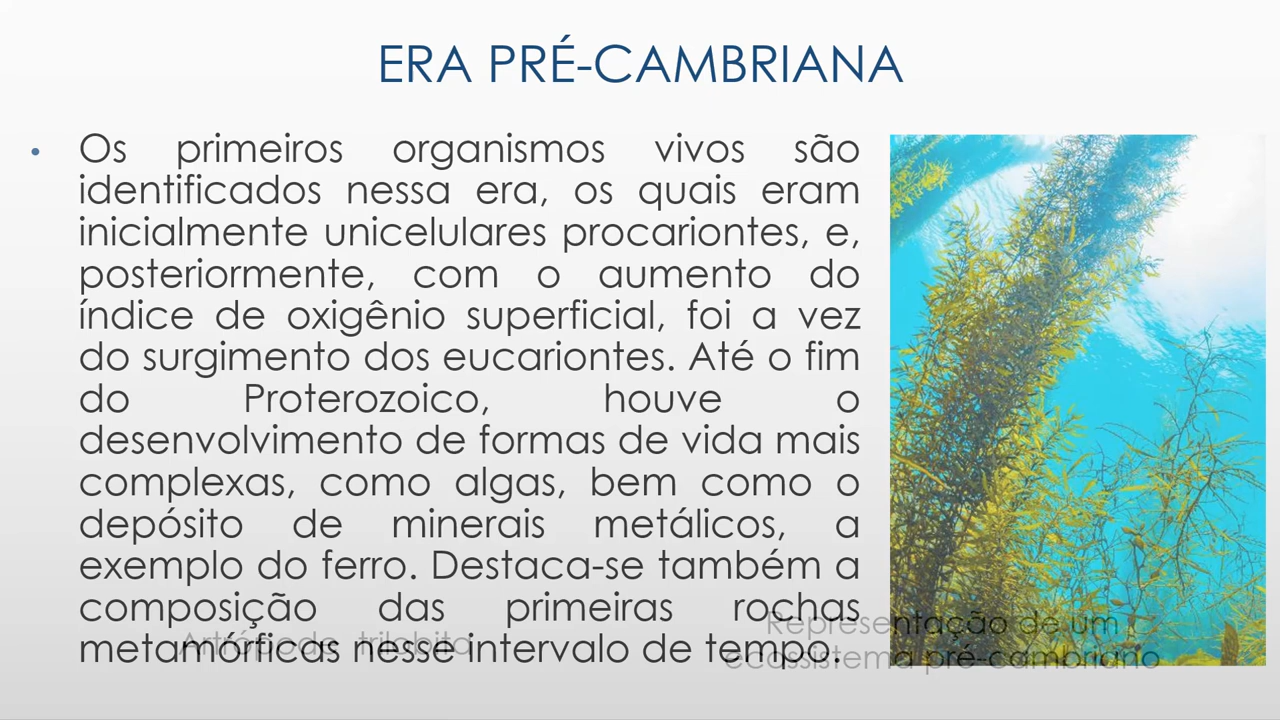 ERA PRÉ-CAMBRIANA
• Os primeiros organismos vivos são
identificados nessa era, os quais eram
inicialmente unicelulares procariontes, e,
posteriormente, com o aumento do
índice de oxigênio superficial, foi a vez
do surgimento dos eucariontes. Até o fim
do Proterozoico, houve o
desenvolvimento de formas de vida mais
complexas, como algas, bem como o
depósito de minerais metálicos, a
exemplo do ferro. Destaca-se também a
composição das primeiras rochas
metamórficas nesse intervalo de tempo.
Artrópode trilobita
Representação de um
ecossistema pré-cambriano